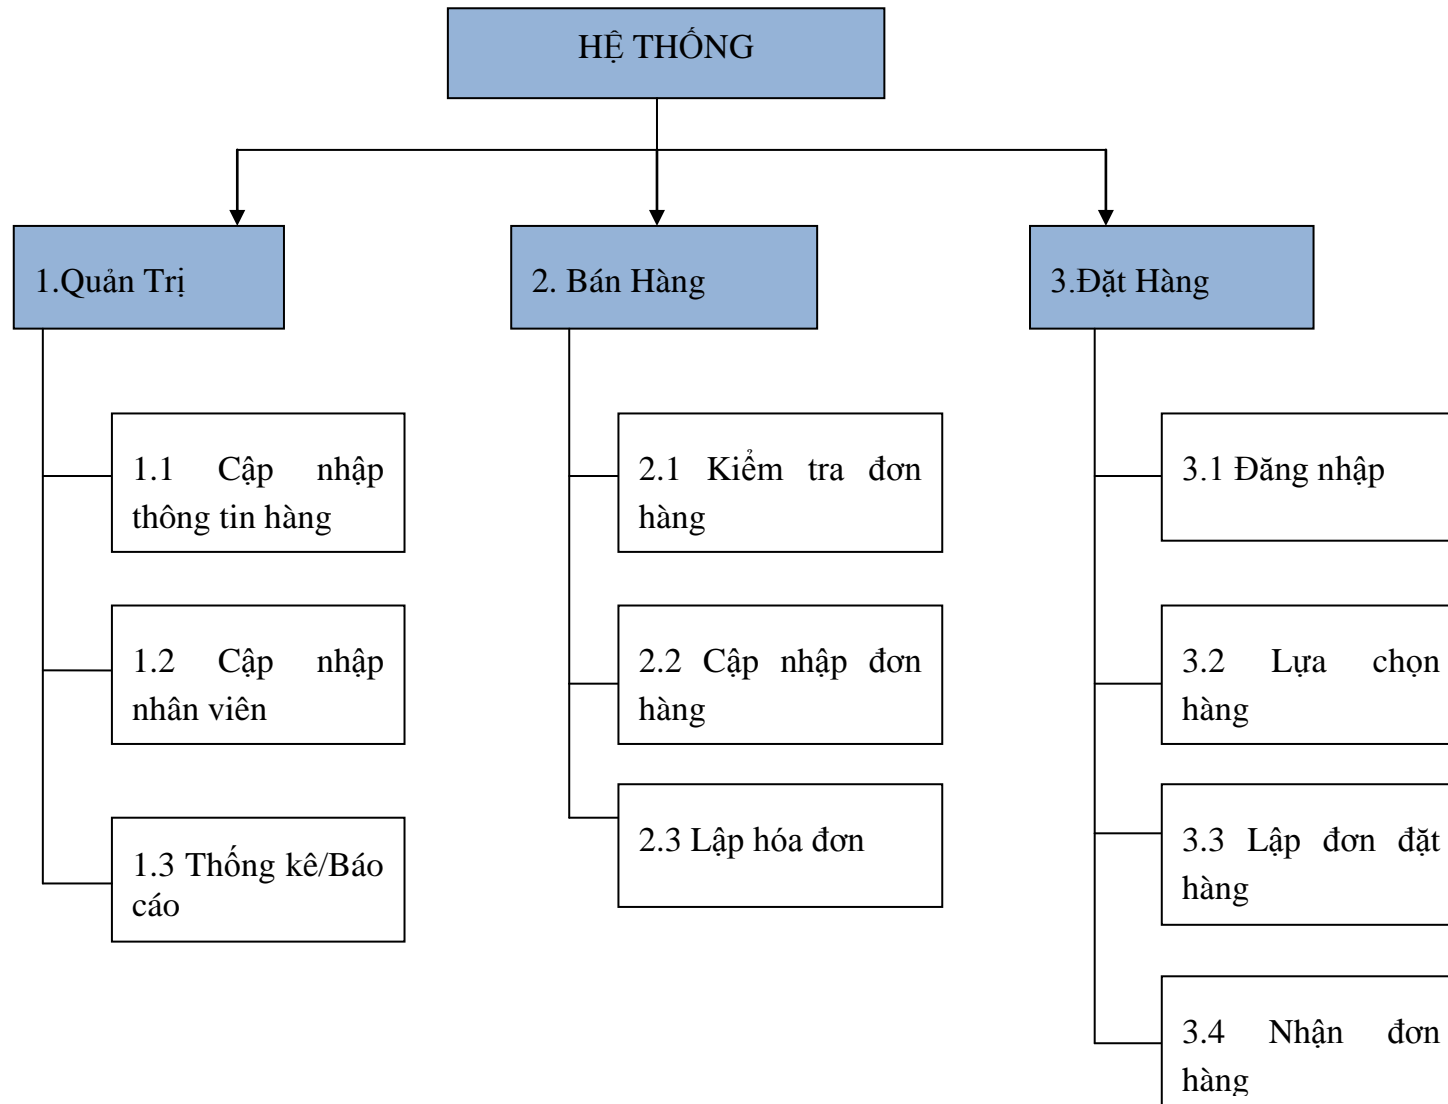 HỆ THỐNG
1.Quản Trị
1.1 Cập nhập
thông tin hàng
1.2 Cập nhập
nhân viên
1.3 Thống kê/Báo
cáo
2. Bán Hàng
2.1 Kiểm tra đơn
hàng
2.2 Cập nhập đơn
hàng
2.3 Lập hóa đơn
3.Đặt Hàng
3.1 Đăng nhập
3.2 Lựa chọn
hàng
3.3 Lập đơn đặt
hàng
3.4 Nhận đơn
hàng